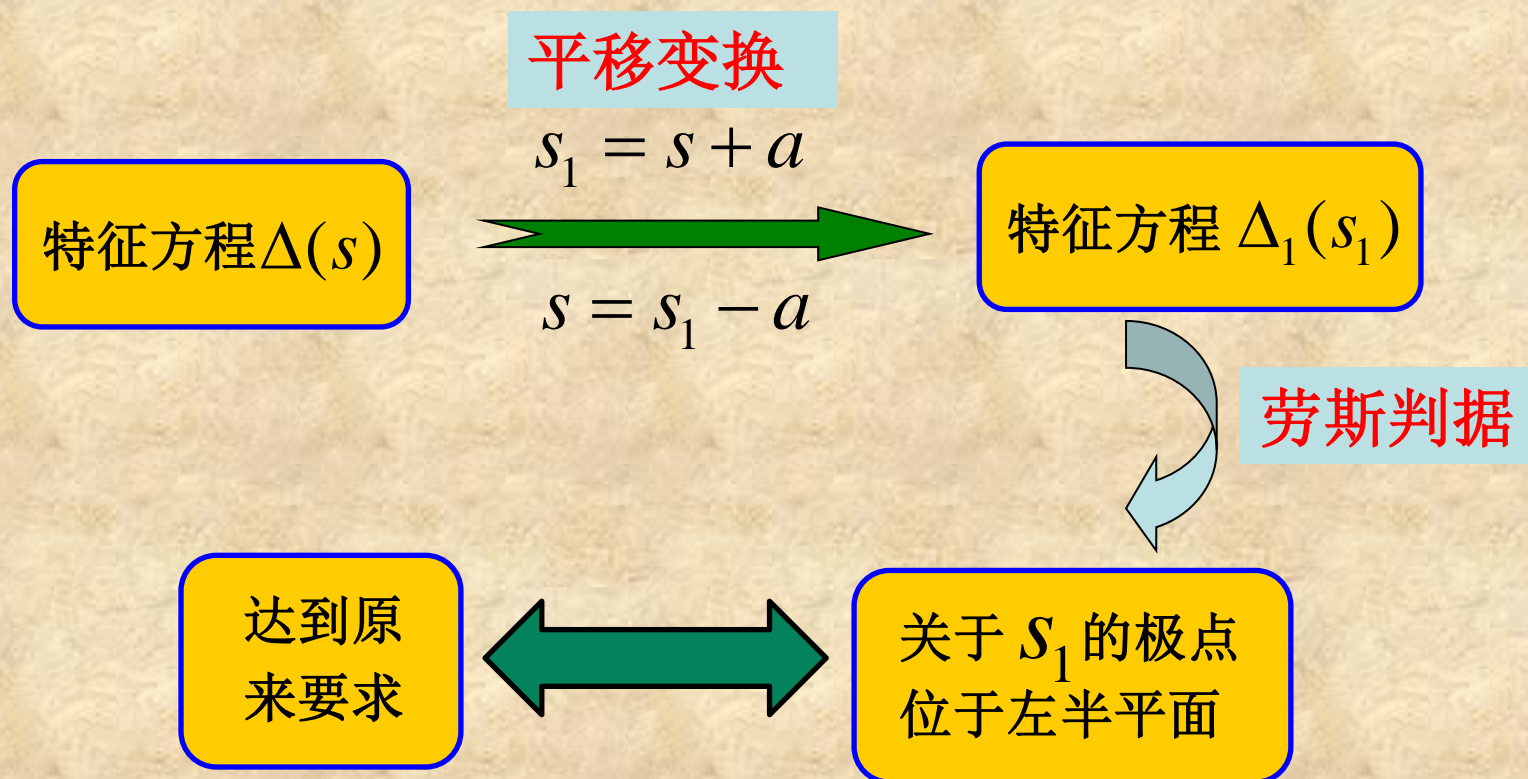 平移变换
s₁ = s + a
特征方程Δ(s)
特征方程 Δ₁(s₁)
s = s₁ − a
劳斯判据
达到原
来要求
关于 s₁ 的极点
位于左半平面